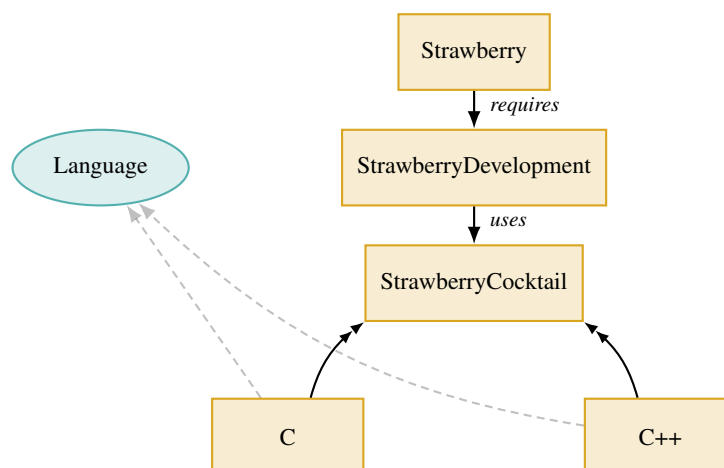 Strawberry
requires
Language
StrawberryDevelopment
uses
StrawberryCocktail
C
C++